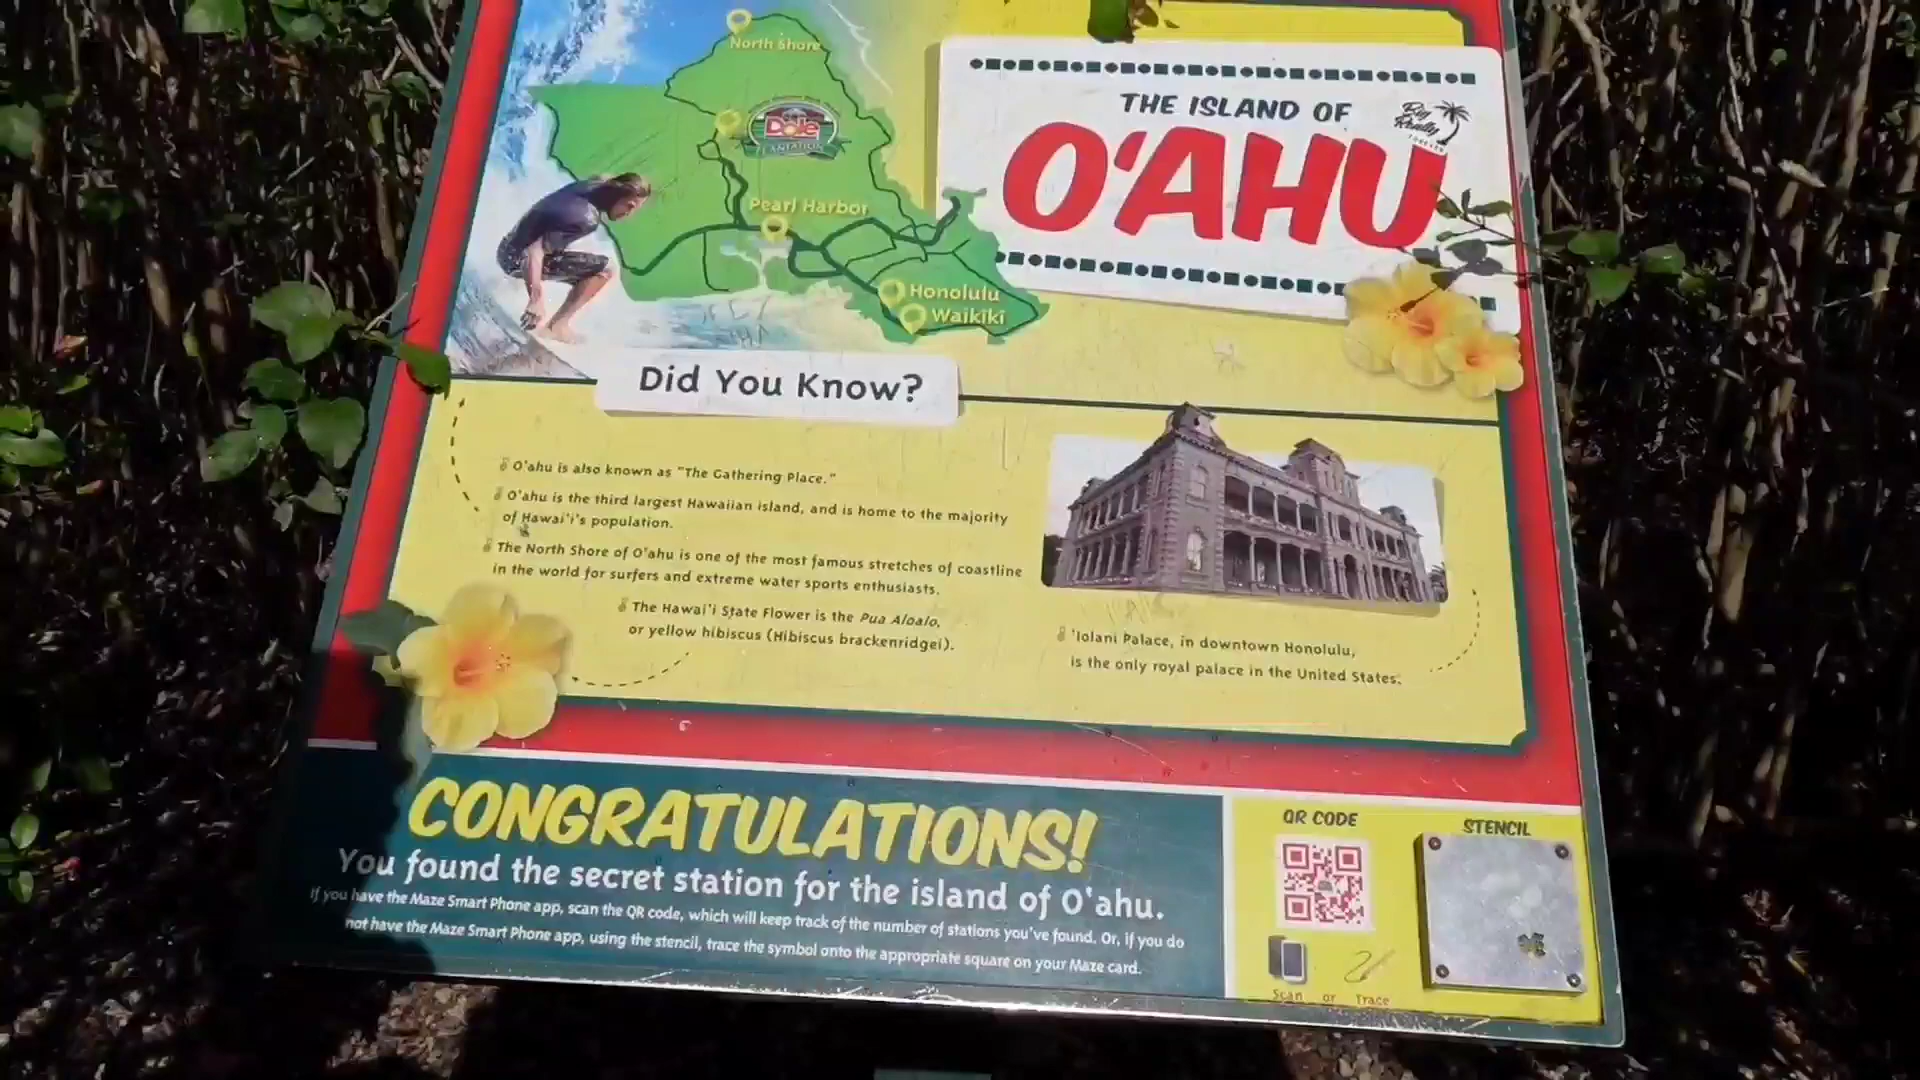 North Shore
Dole
PLANTATION
Pearl Harbor
Honolulu
Waikiki
THE ISLAND OF
O'AHU
Big
Really
Did You Know?
O'ahu is also known as "The Gathering Place."
O'ahu is the third largest Hawaiian island, and is home to the majority
of Hawai'i's population.
The North Shore of O'ahu is one of the most famous stretches of coastline
in the world for surfers and extreme water sports enthusiasts.
The Hawai'i State Flower is the Pua Aloalo,
or yellow hibiscus (Hibiscus brackenridgei).
'Iolani Palace, in downtown Honolulu,
is the only royal palace in the United States.
CONGRATULATIONS!
You found the secret station for the island of O'ahu.
If you have the Maze Smart Phone app, scan the QR code, which will keep track of the number of stations you've found. Or, if you do
not have the Maze Smart Phone app, using the stencil, trace the symbol onto the appropriate square on your Maze card.
QR CODE
STENCIL
Scan or Trace